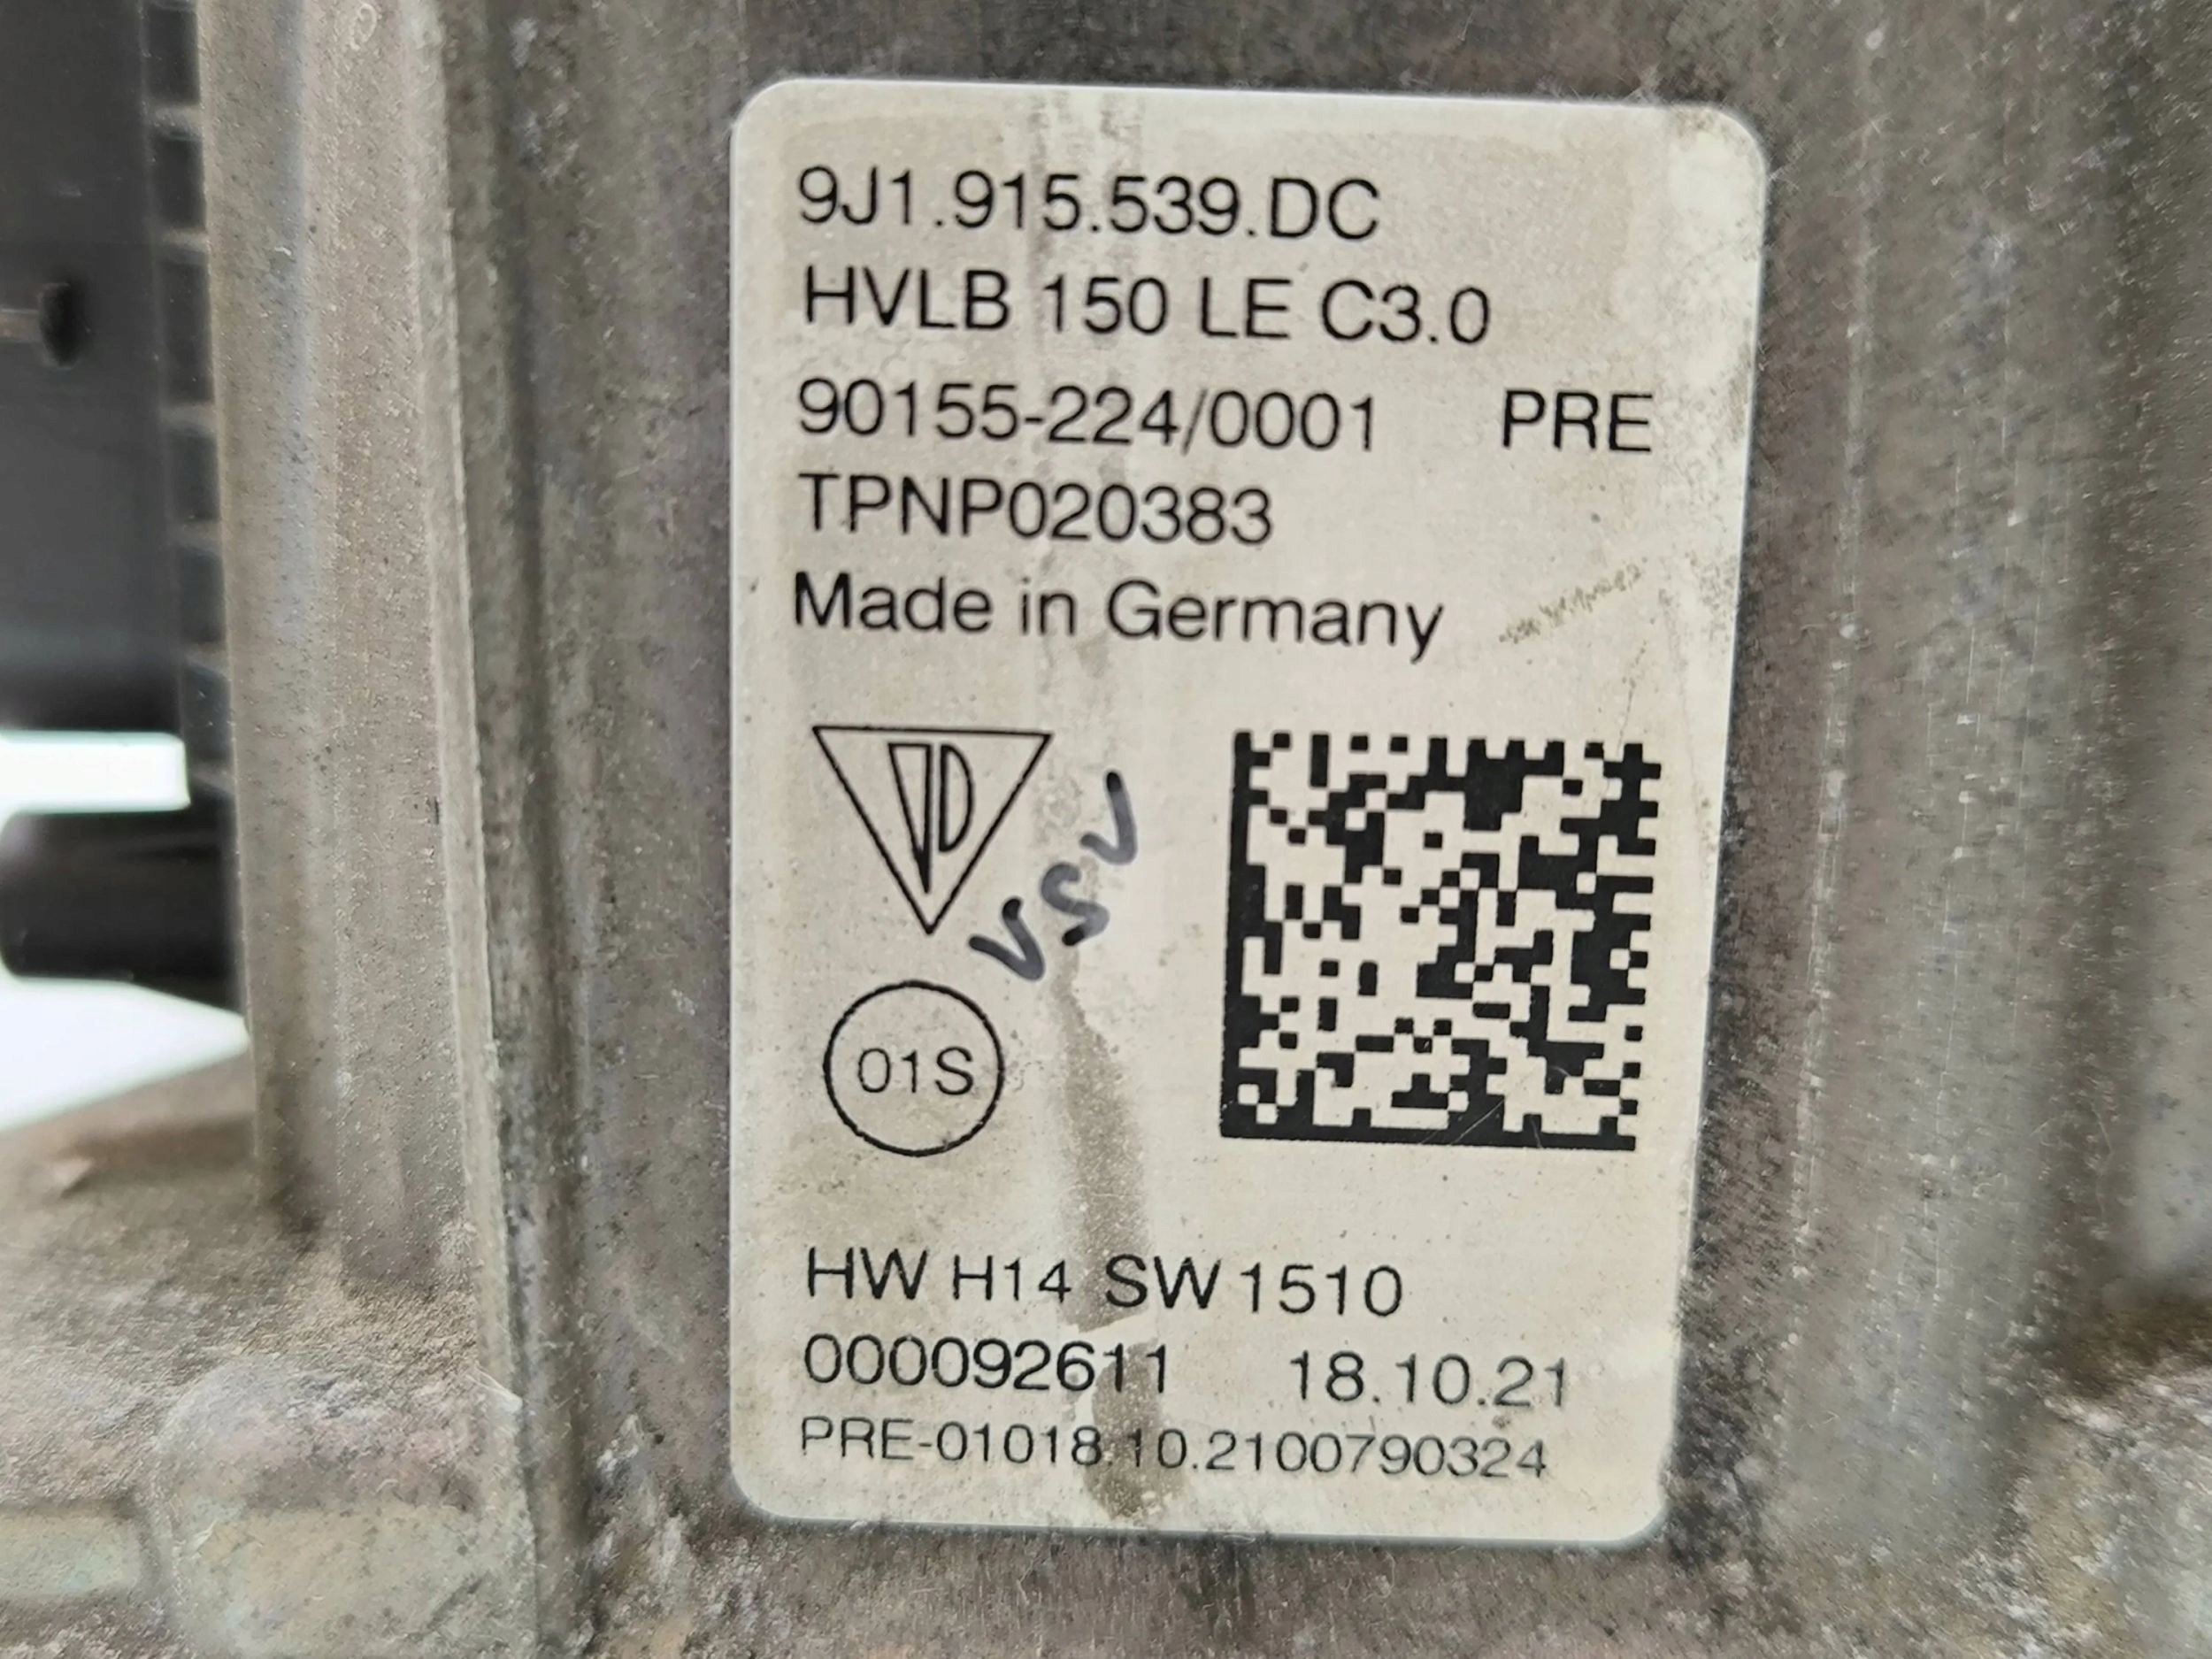 9J1.915.539.DC
HVLB 150 LE C3.0
90155-224/0001 PRE
TPNP020383
Made in Germany
VSV
01S
HW H14 SW 1510
000092611 18.10.21
PRE-01018.10.2100790324